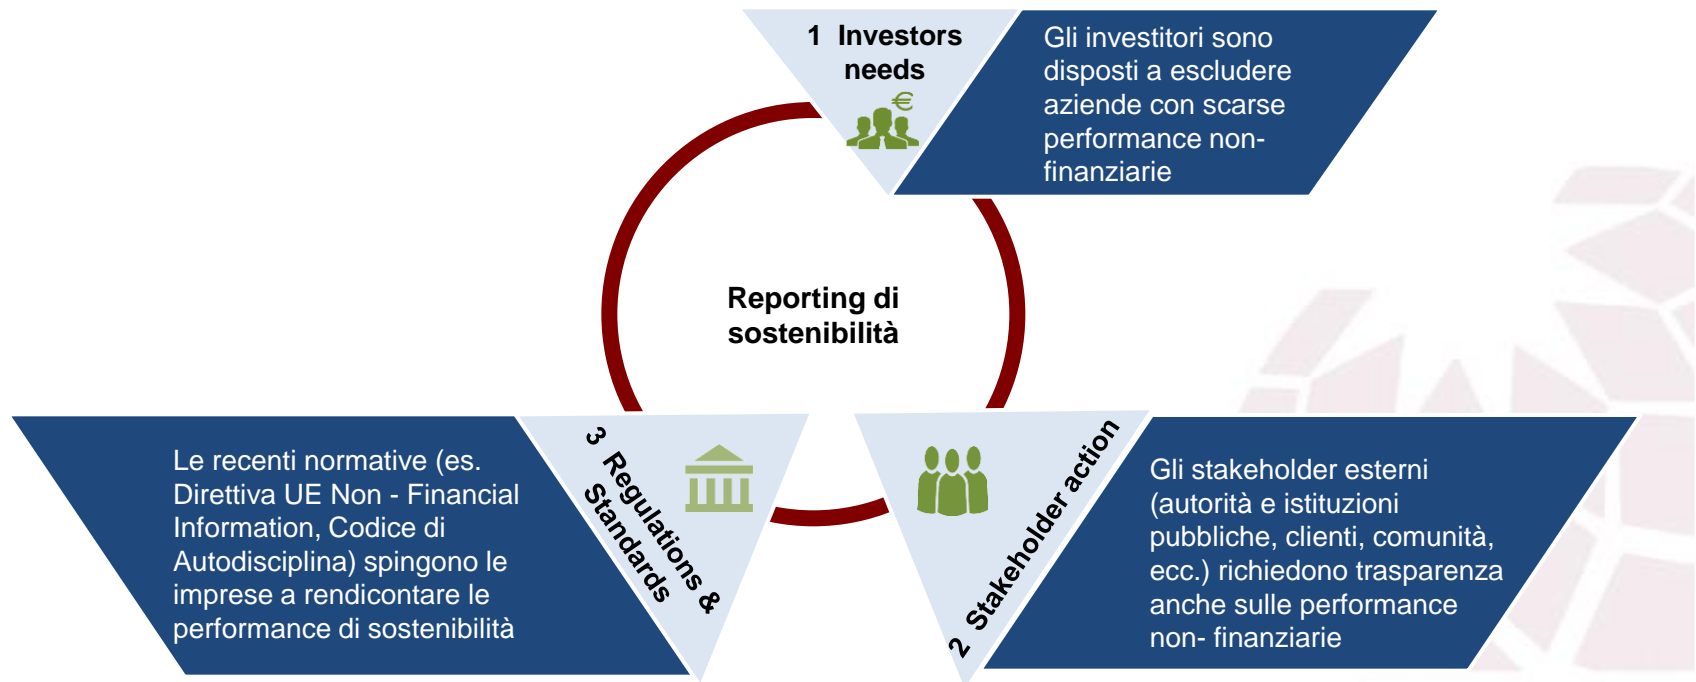 1 Investors
needs
€
Gli investitori sono
disposti a escludere
aziende con scarse
performance non-
finanziarie
Reporting di
sostenibilità
2 Stakeholder action
Gli stakeholder esterni
(autorità e istituzioni
pubbliche, clienti, comunità,
ecc.) richiedono trasparenza
anche sulle performance
non- finanziarie
3 Regulations &
Standards
Le recenti normative (es.
Direttiva UE Non - Financial
Information, Codice di
Autodisciplina) spingono le
imprese a rendicontare le
performance di sostenibilità